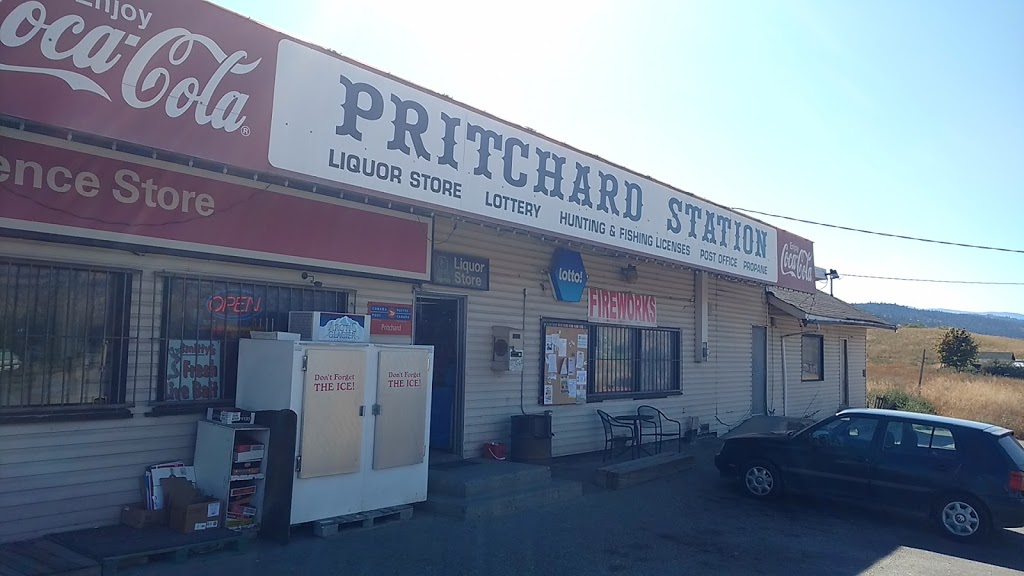 Enjoy
Coca-Cola®
PRITCHARD STATION
LIQUOR STORE LOTTERY HUNTING & FISHING LICENSES POST OFFICE PROPANE
Enjoy
Coca-Cola
ence Store
Liquor
Store
lotto!
FIREWORKS
OPEN
Pritchard
Fresh
Don't Forget
THE ICE!
Don't Forget
THE ICE!